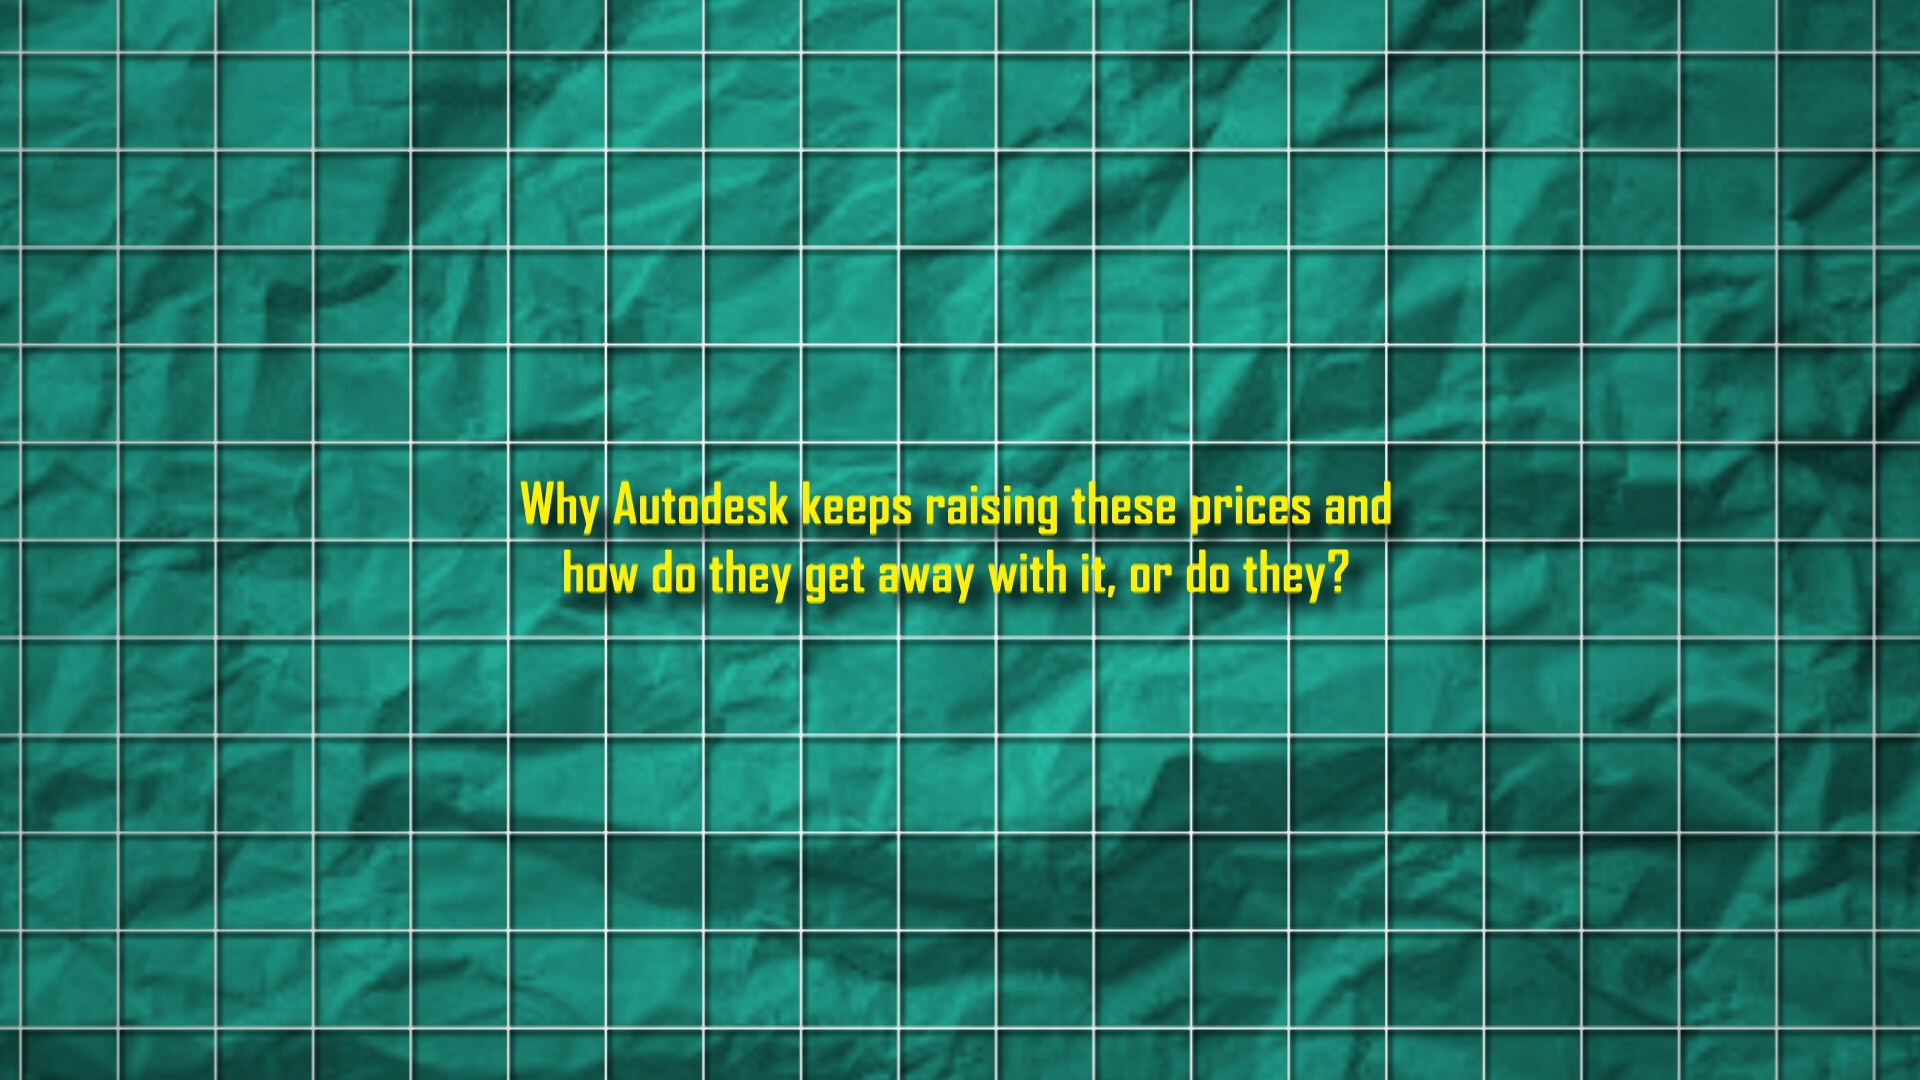 Why Autodesk keeps raising these prices and
how do they get away with it, or do they?